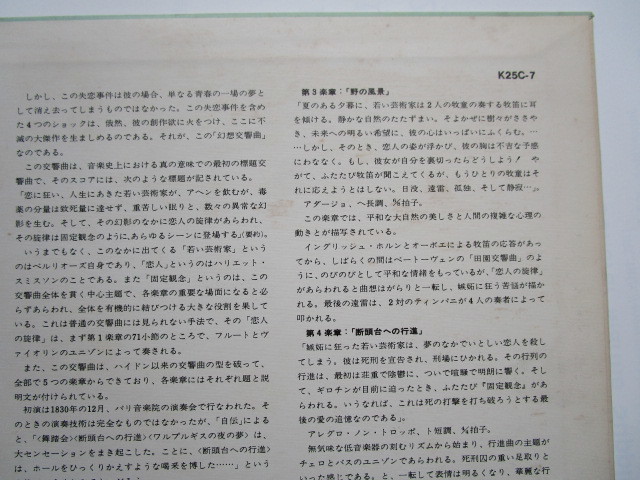 K25C-7
しかし、この失恋事件は彼の場合、単なる青春の一場の夢と
して消え去ってしまうものではなかった。この失恋事件を含め
た4つのショックは、俄然、彼の創作欲に火をつけ、ここに不
滅の大傑作を生ましめるのである。それが、この「幻想交響曲」
なのである。
この交響曲は、音楽史上における真の意味での最初の標題交
響曲で、そのスコアには、次のような標題が記されている。
「恋に狂い、人生にあきた若い芸術家が、アヘンを飲むが、毒
薬の分量は致死量に達せず、重苦しい眠りと、数々の異常な幻
影を生む。そして、その幻影のなかに恋人の旋律があらわれ、
その旋律は固定観念のように、あらゆるシーンに登場する」（要約）。
いうまでもなく、このなかに出てくる「若い芸術家」という
のはベルリオーズ自身であり、「恋人」というのはハリエット・
スミスソンのことである。また「固定観念」というのは、この
交響曲全体を貫く中心主題で、各楽章の重要な場面になると必
らずあらわれ、全体を有機的に結びつける大きな役割を果して
いる。これは普通の交響曲には見られない手法で、その「恋人
の旋律」は、まず第1楽章の71小節のところで、フルートとヴ
ァイオリンのユニゾンによって奏される。
また、この交響曲は、ハイドン以来の交響曲の型を破って、
全部で5つの楽章からできており、各楽章にはそれぞれ題と説
明文が付けられている。
初演は1830年の12月、パリ音楽院の演奏会で行なわれた。そ
のときの演奏技術は完全なものではなかったが、「自伝」による
と、「〈舞踏会〉〈断頭台への行進〉〈ワルプルギスの夜の夢〉は、
大センセーションをまき起した。ことに、〈断頭台への行進〉
は、ホールをひっくりかえすような喝采を博した……」という
第3楽章：「野の風景」
「夏のある夕暮に、若い芸術家は2人の牧童の奏する牧笛に耳
を傾ける。静かな自然のたたずまい。そよかぜに樹々がささや
き、未来への明るい希望に、彼の心はいっぱいにふくらむ。…
…しかし、そのとき、恋人の姿が浮かび、彼の胸は不吉な予感
にわななく。もし、彼女が自分を裏切ったらどうしよう！　や
がて、ふたたび牧笛が聞こえてくるが、もうひとりの牧童はそ
れに応えようとはしない。日没、遠雷、孤独、そして静寂…」。
アダージョ、ヘ長調、6/8拍子。
この楽章では、平和な大自然の美しさと人間の複雑な心理の
動きとが描写されている。
イングリッシュ・ホルンとオーボエによる牧笛の応答があっ
てから、しばらくの間はベートーヴェンの「田園交響曲」のよう
に、のびのびとして平和な情緒をもっているが、「恋人の旋律」
があらわれると曲想はがらりと一転し、嫉妬に狂う苦悩が描か
れる。最後の遠雷は、2対のティンパニが4人の奏者によって
叩かれる。
第4楽章：「断頭台への行進」
「嫉妬に狂った若い芸術家は、夢のなかでいとしい恋人を殺し
てしまう。彼は死刑を宣告され、刑場にひかれる。その行列の
行進は、最初は荘重で陰鬱に、ついで喧騒で明朗に響く。そし
て、ギロチンが目前に迫ったとき、ふたたび『固定観念』があ
らわれる。いうなれば、これは死の打撃を打ち破ろうとする最
後の愛の追憶なのである」。
アレグロ・ノン・トロッポ、ト短調、4/4拍子。
無気味な低音楽器の刻むリズムから始まり、行進曲の主題が
チェロとバスのユニゾンであらわれる。死刑囚の重い足取りと
いった感じである。と、一転して表情は明るくなり、華麗な行